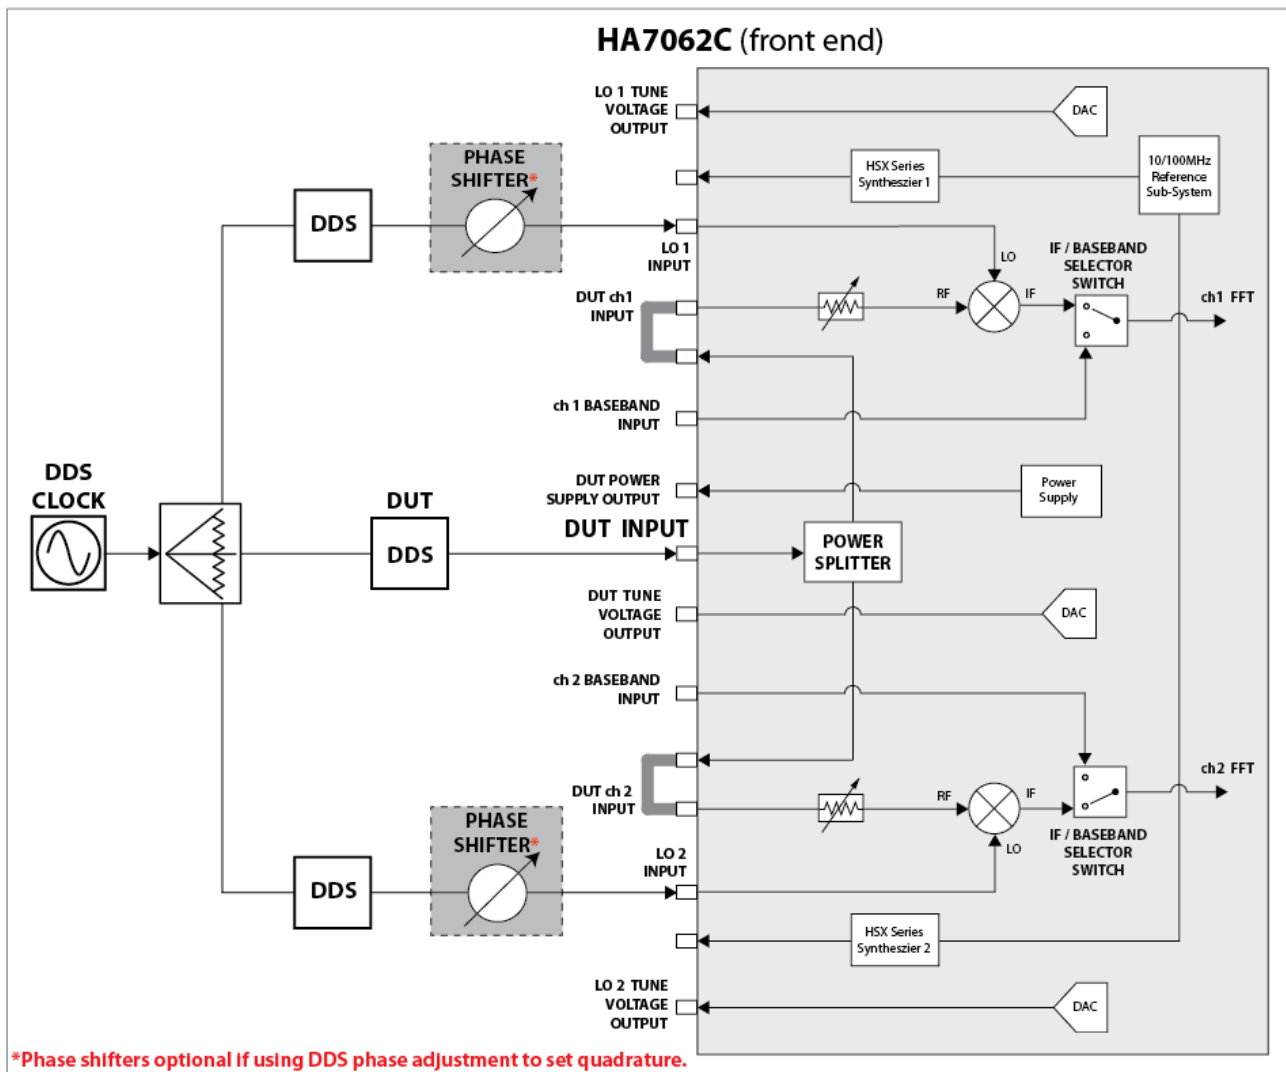 HA7062C (front end)
LO 1 TUNE
VOLTAGE
OUTPUT
DAC
PHASE
SHIFTER*
HSX Series
Syntheszier 1
10/100MHz
Reference
Sub-System
DDS
LO 1
INPUT
LO
IF / BASEBAND
SELECTOR
SWITCH
DUT ch1
INPUT
RF
IF
ch1 FFT
ch 1 BASEBAND
INPUT
DDS
CLOCK
DUT POWER
SUPPLY OUTPUT
Power
Supply
DUT
DDS
DUT INPUT
POWER
SPLITTER
DUT TUNE
VOLTAGE
OUTPUT
DAC
ch 2 BASEBAND
INPUT
DUT ch 2
INPUT
RF
IF
ch2 FFT
PHASE
SHIFTER*
LO
IF / BASEBAND
SELECTOR
SWITCH
LO 2
INPUT
DDS
HSX Series
Syntheszier 2
LO 2 TUNE
VOLTAGE
OUTPUT
DAC
*Phase shifters optional if using DDS phase adjustment to set quadrature.